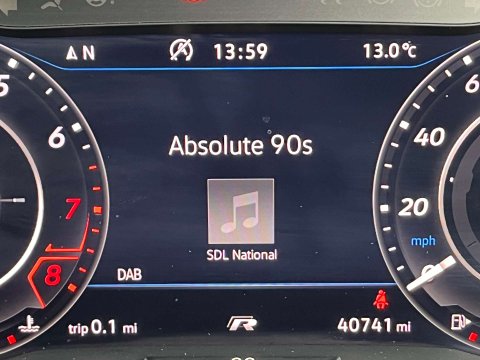 N 13:59 13.0°C
5 6 7 8
Absolute 90s
SDL National
DAB
60
40
20
mph
0
trip 0.1 mi R 40741 mi